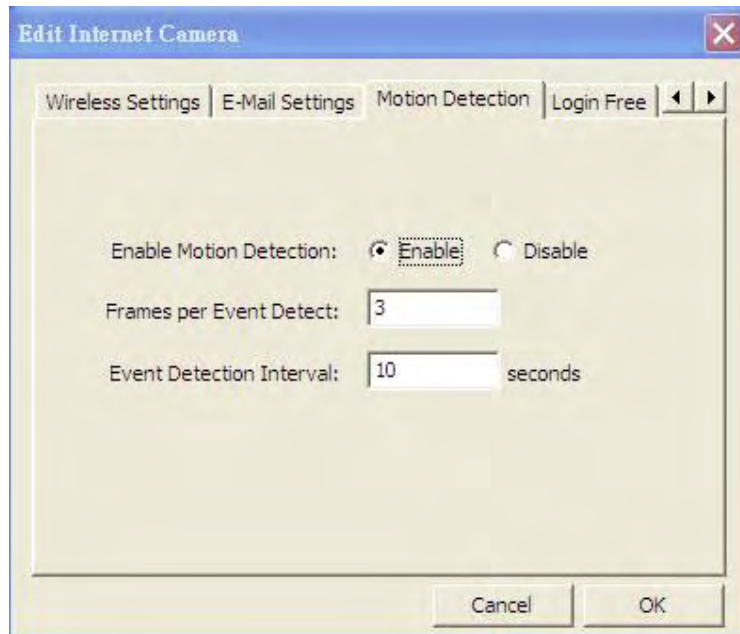 Edit Internet Camera
Wireless Settings E-Mail Settings Motion Detection Login Free
Enable Motion Detection: Enable Disable
Frames per Event Detect: 3
Event Detection Interval: 10 seconds
Cancel OK